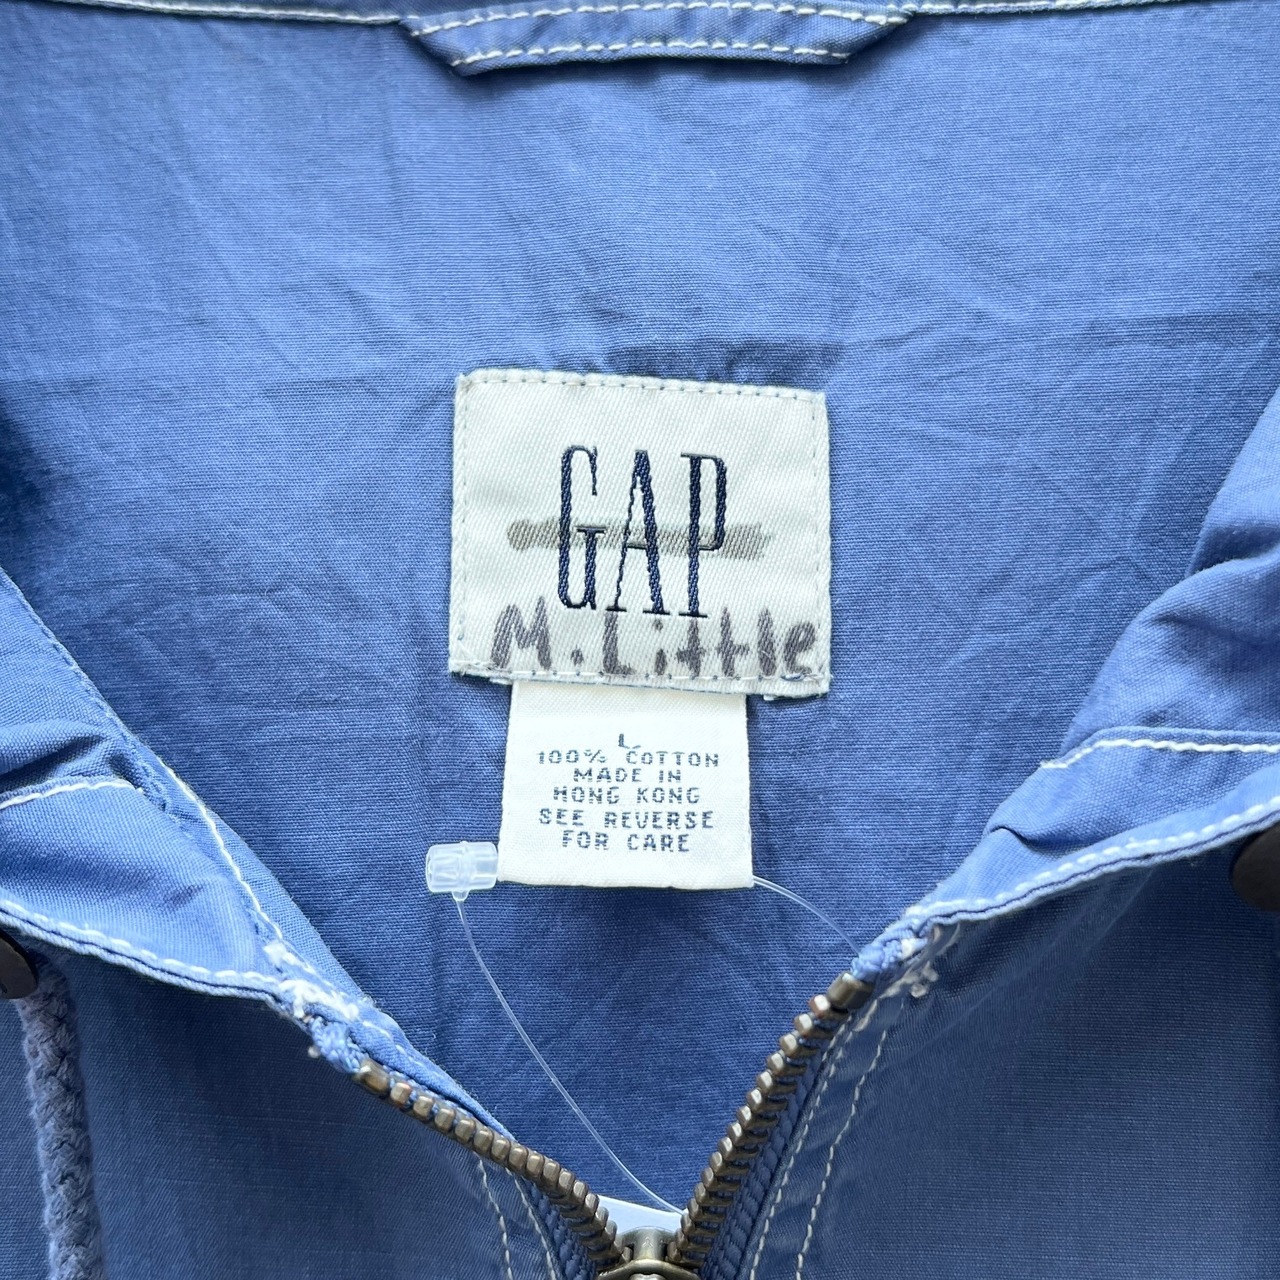 GAP
M. Little
L
100% COTTON
MADE IN
HONG KONG
SEE REVERSE
FOR CARE